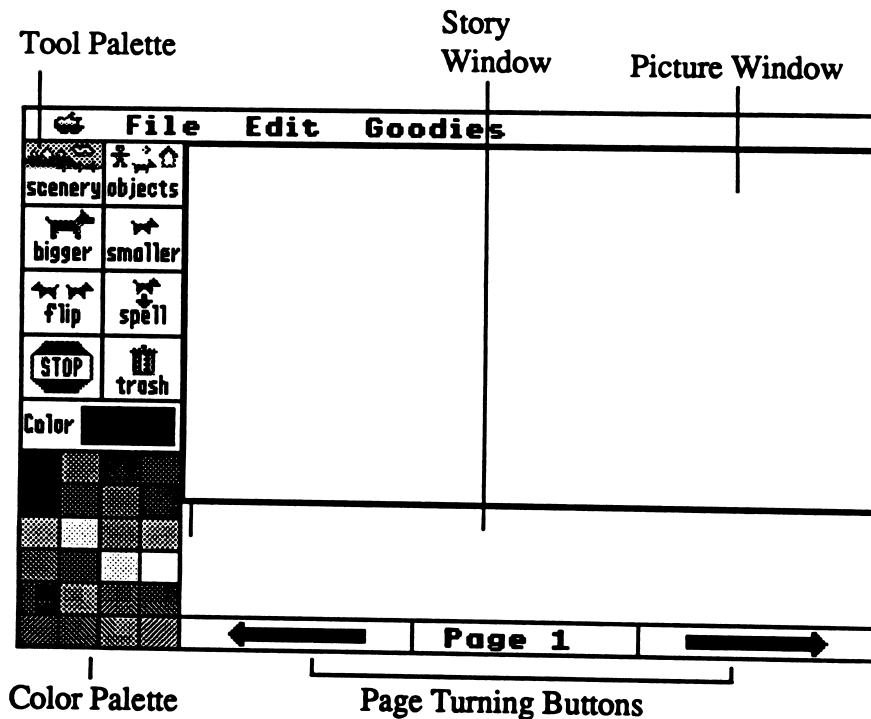 Story
Tool Palette
Window
Picture Window
File Edit Goodies
scenery objects
bigger smaller
flip spell
STOP trash
Color
Page 1
Color Palette
Page Turning Buttons